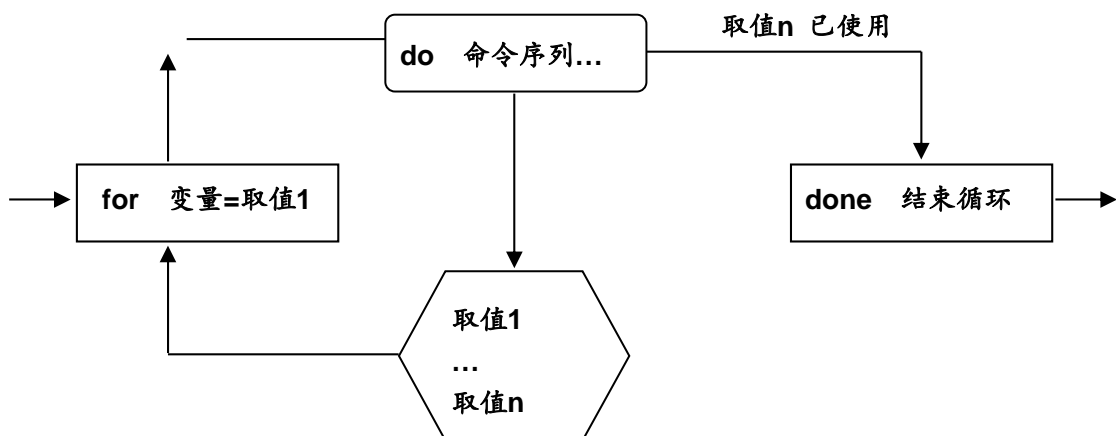 取值n 已使用
do 命令序列…
for 变量=取值1
done 结束循环
取值1
…
取值n